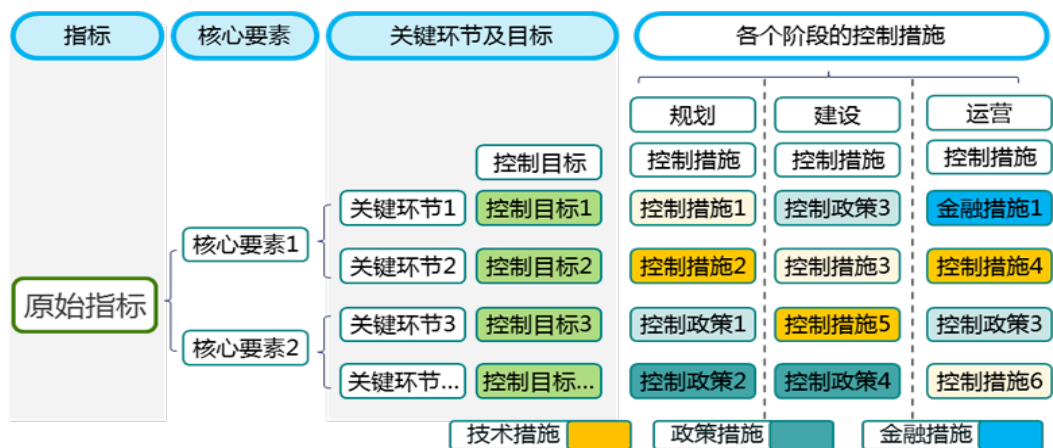 指标 核心要素 关键环节及目标 各个阶段的控制措施
规划 建设 运营
控制目标 控制措施 控制措施 控制措施
关键环节1 控制目标1 控制措施1 控制政策3 金融措施1
核心要素1
关键环节2 控制目标2 控制措施2 控制措施3 控制措施4
原始指标
关键环节3 控制目标3 控制政策1 控制措施5 控制政策3
核心要素2
关键环节... 控制目标... 控制政策2 控制政策4 控制措施6
技术措施 政策措施 金融措施